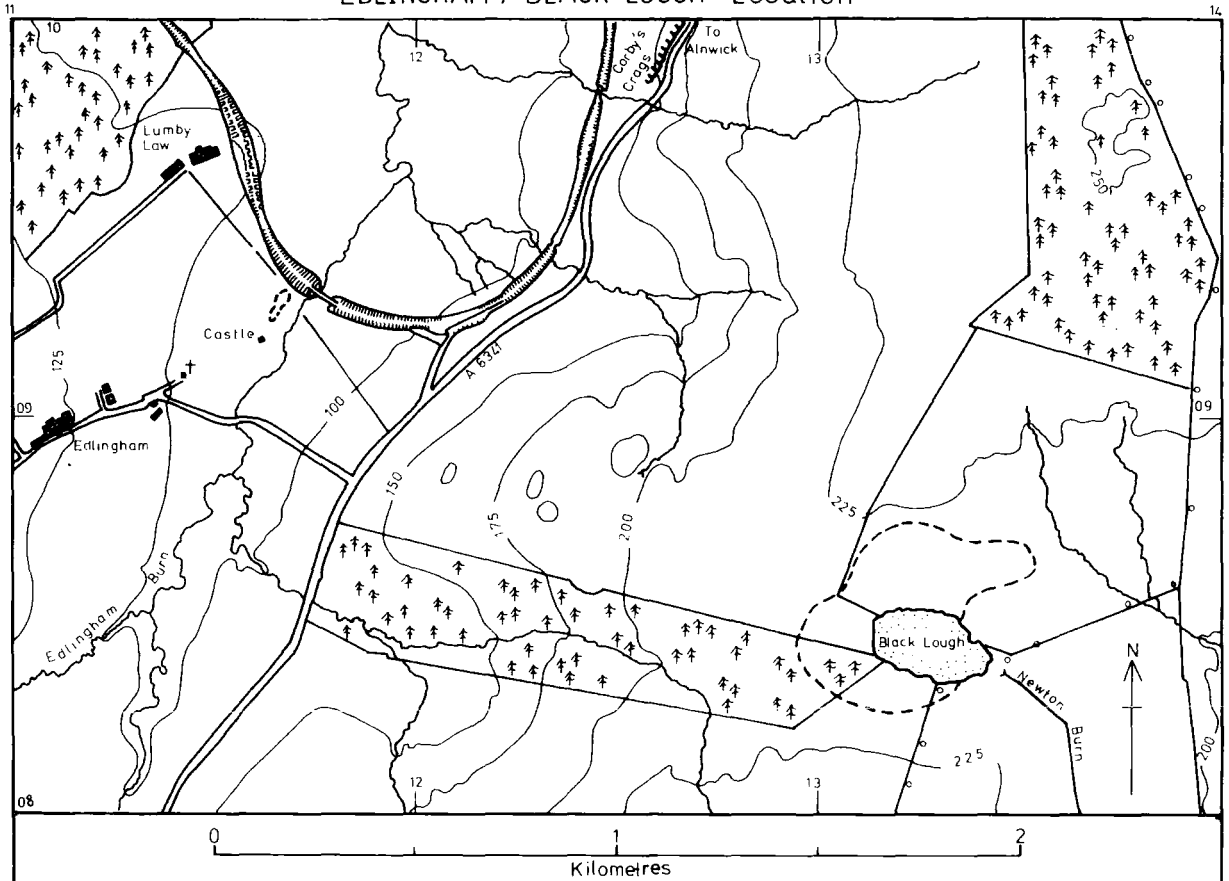 EDLINGHAM / BLACK LOUGH Location
11
14
10
12
Corby's
Crags
To
Alnwick
13
Lumby
Law
250
Castle
A 6341
125
100
09
09
Edlingham
150
175
200
225
Edlingham Burn
Black Lough
N
Newton
Burn
225
200
08
12
13
0
1
2
Kilometres